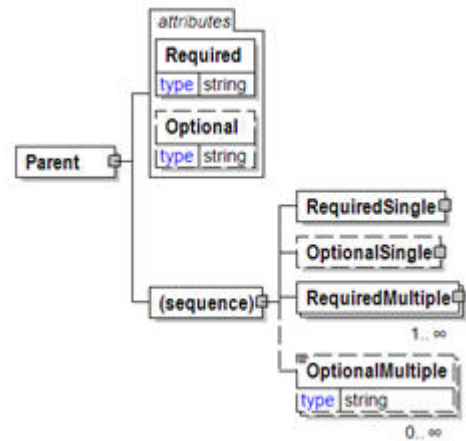 attributes
Required
type string
Optional
type string
Parent
RequiredSingle
OptionalSingle
(sequence)
RequiredMultiple
1.. ∞
OptionalMultiple
type string
0.. ∞